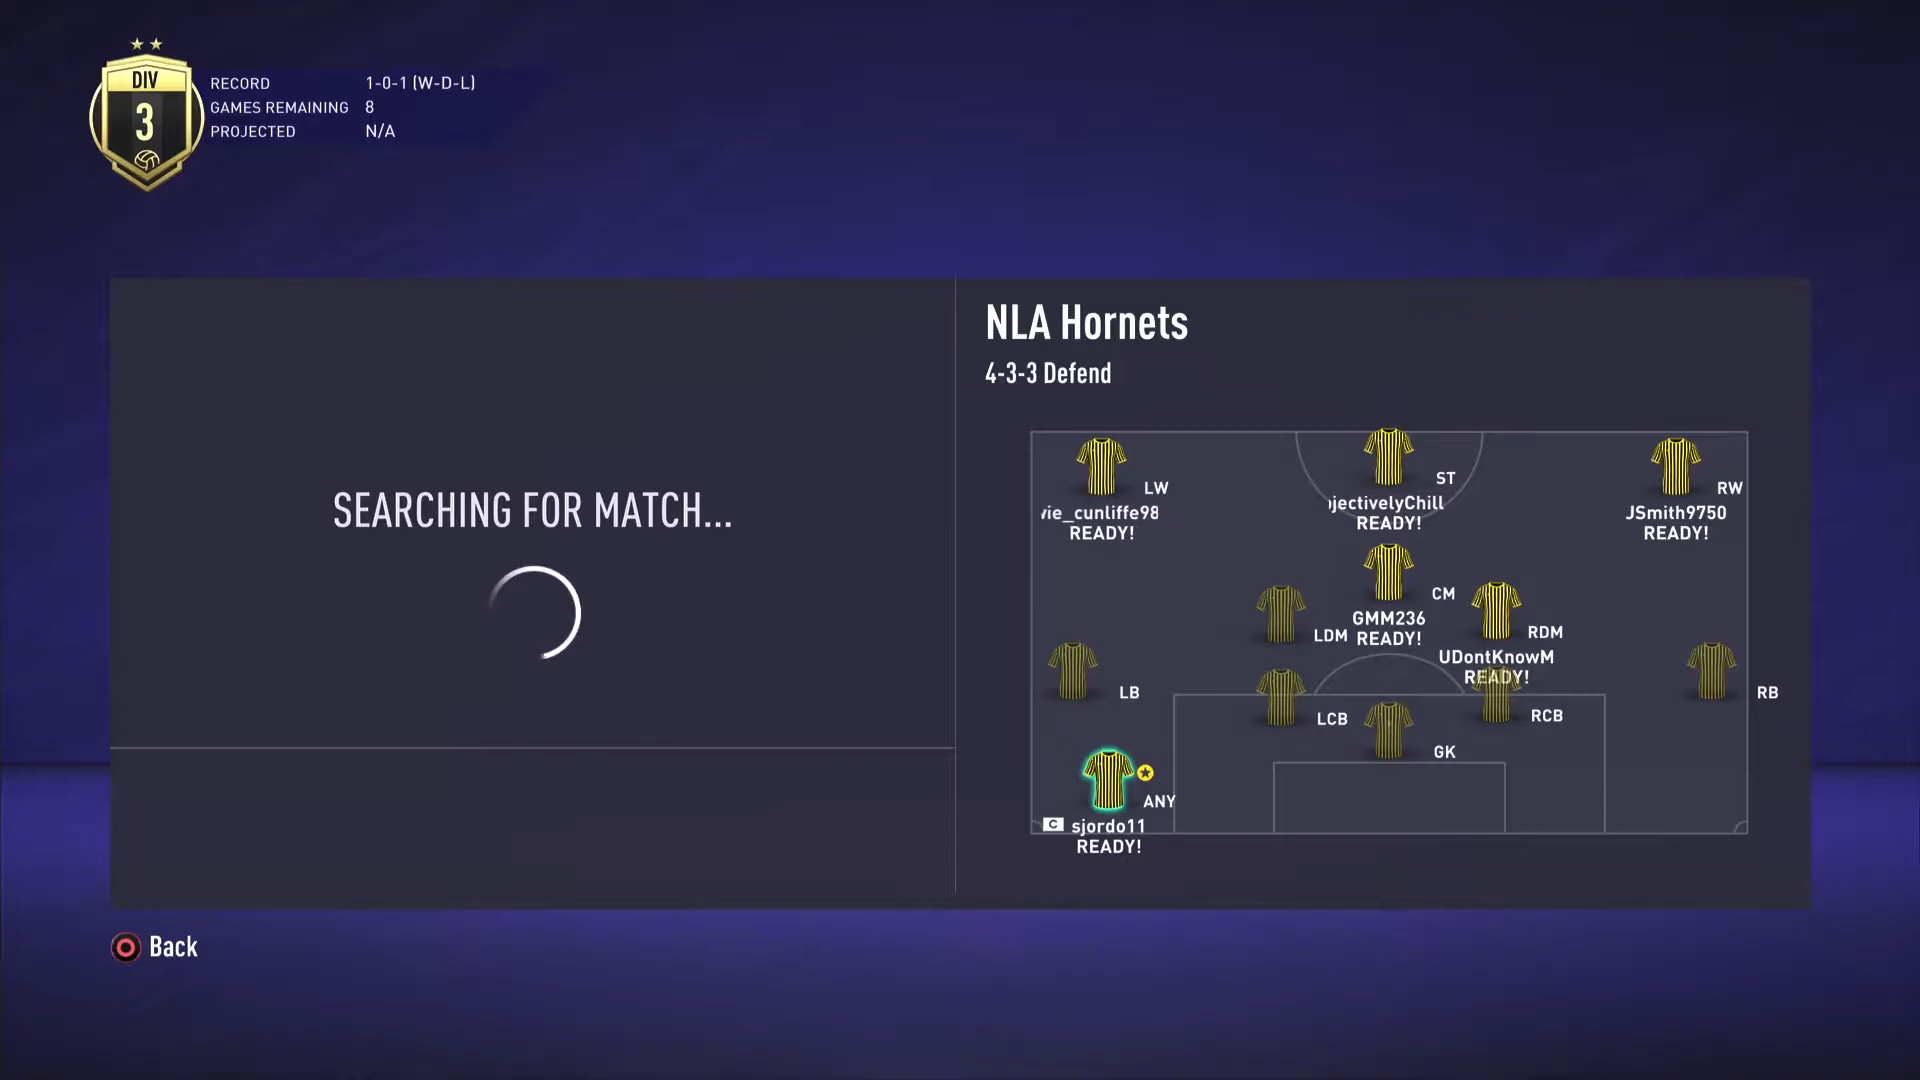 DIV
3
RECORD 1-0-1 (W-D-L)
GAMES REMAINING 8
PROJECTED N/A
SEARCHING FOR MATCH...
NLA Hornets
4-3-3 Defend
LW
vie_cunliffe98
READY!
ST
jectivelyChill
READY!
RW
JSmith9750
READY!
CM
GMM236
READY!
LDM
RDM
UDontKnowM
READY!
LB
LCB
RCB
RB
GK
ANY
C sjordo11
READY!
Back